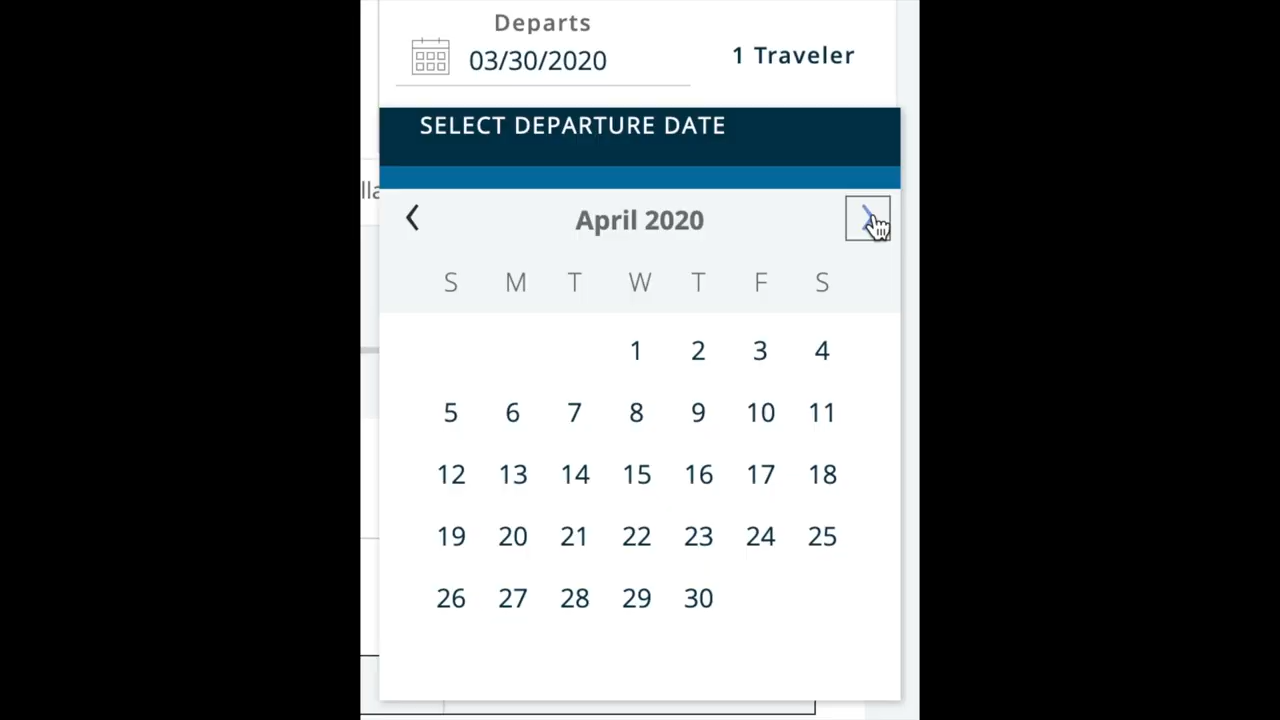 Departs
03/30/2020
1 Traveler
SELECT DEPARTURE DATE
April 2020
S M T W T F S
1 2 3 4
5 6 7 8 9 10 11
12 13 14 15 16 17 18
19 20 21 22 23 24 25
26 27 28 29 30